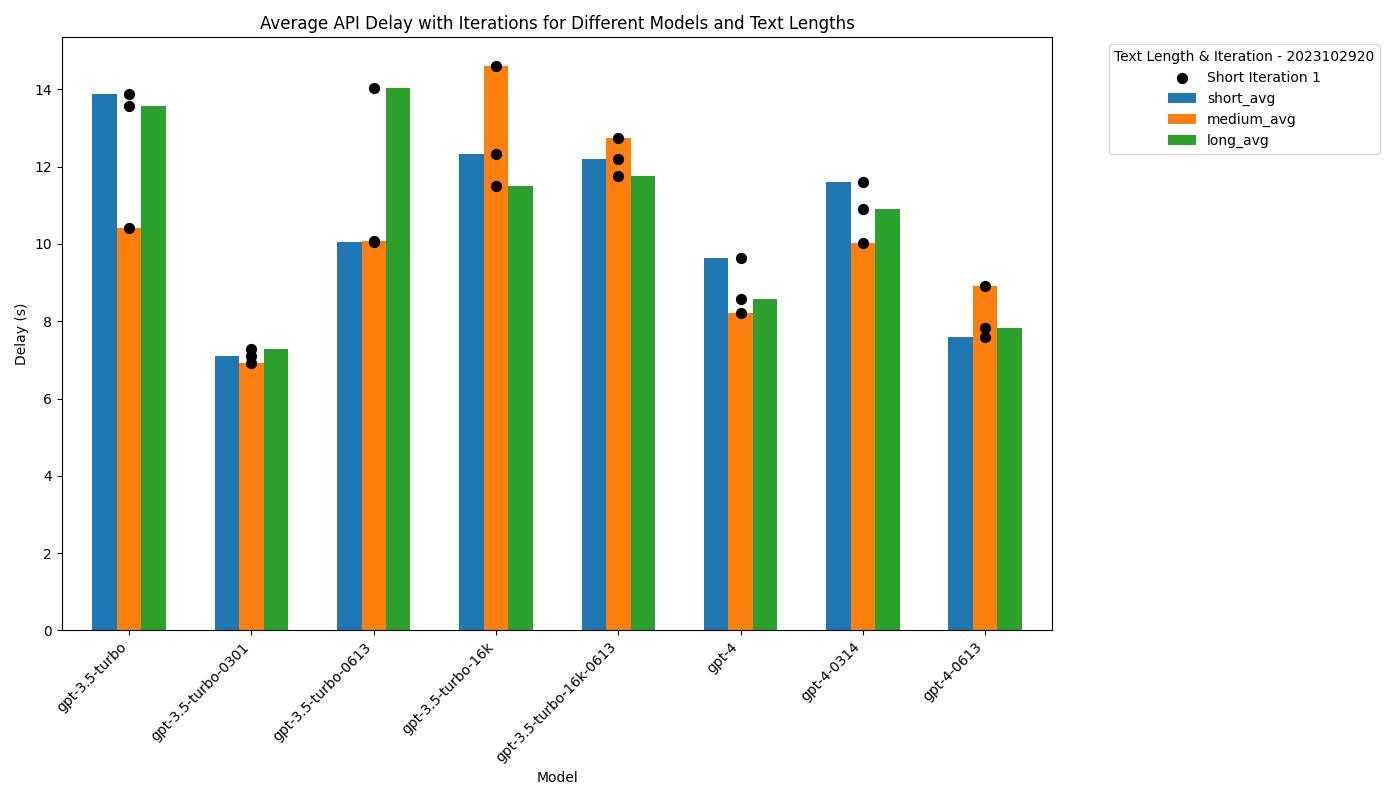 Average API Delay with Iterations for Different Models and Text Lengths
Text Length & Iteration - 2023102920
Short Iteration 1
short_avg
medium_avg
long_avg
Delay (s)
14
12
10
8
6
4
2
0
gpt-3.5-turbo
gpt-3.5-turbo-0301
gpt-3.5-turbo-0613
gpt-3.5-turbo-16k
gpt-3.5-turbo-16k-0613
gpt-4
gpt-4-0314
gpt-4-0613
Model